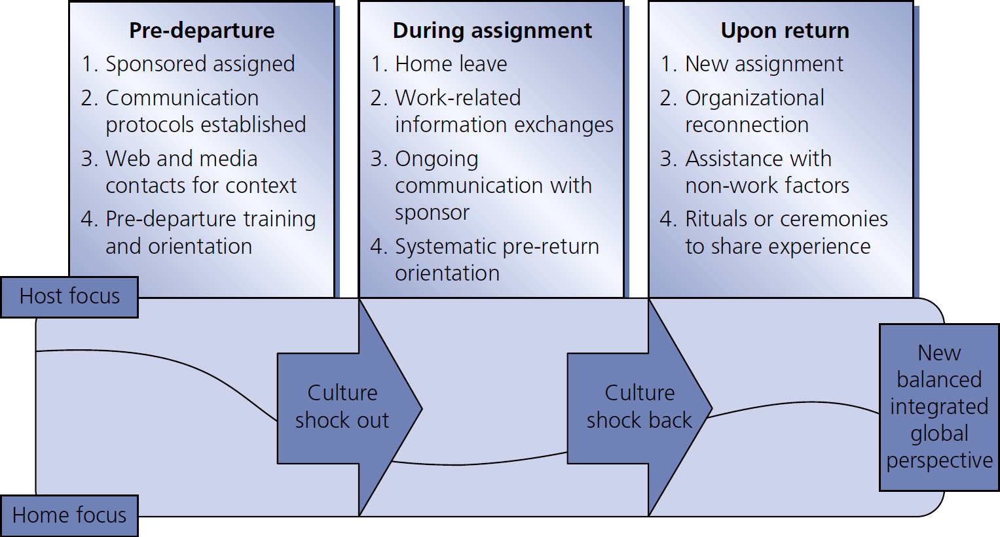 Pre-departure
1. Sponsored assigned
2. Communication
protocols established
3. Web and media
contacts for context
4. Pre-departure training
and orientation
During assignment
1. Home leave
2. Work-related
information exchanges
3. Ongoing
communication with
sponsor
4. Systematic pre-return
orientation
Upon return
1. New assignment
2. Organizational
reconnection
3. Assistance with
non-work factors
4. Rituals or ceremonies
to share experience
Host focus
Culture
shock out
Culture
shock back
New
balanced
integrated
global
perspective
Home focus